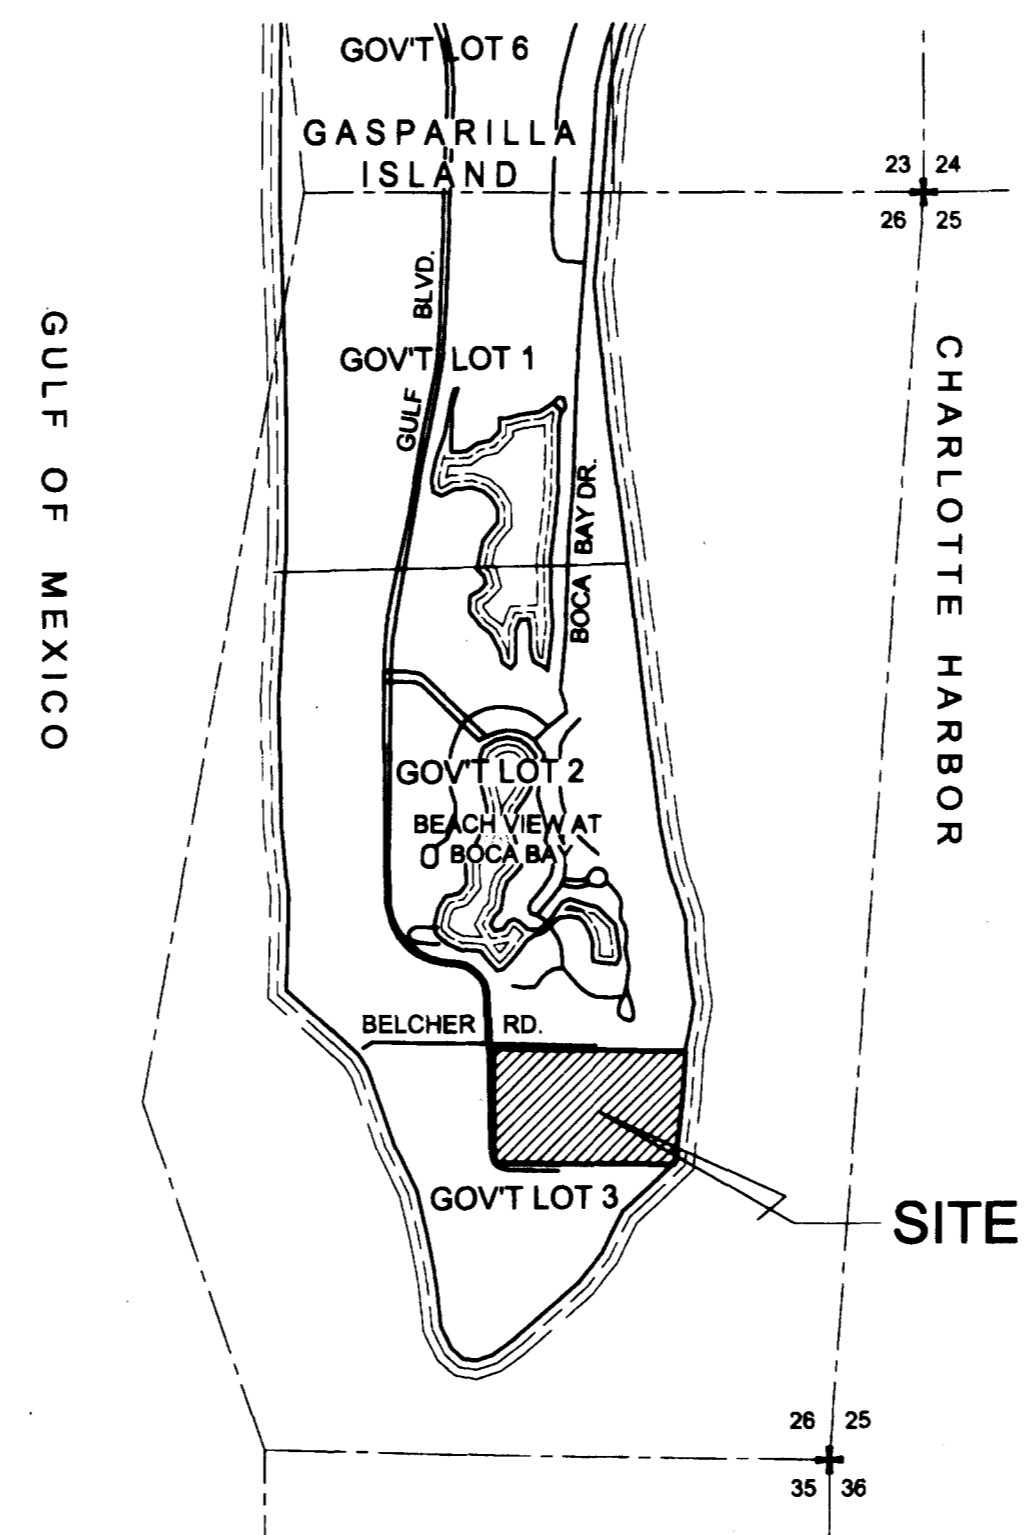 GOV'T LOT 6
GASPARILLA
ISLAND
23 24
26 25
GULF BLVD.
GOV'T LOT 1
GULF OF MEXICO
CHARLOTTE HARBOR
BOCA BAY DR.
GOV'T LOT 2
BEACH VIEW AT
BOCA BAY
BELCHER RD.
GOV'T LOT 3
SITE
26 25
35 36